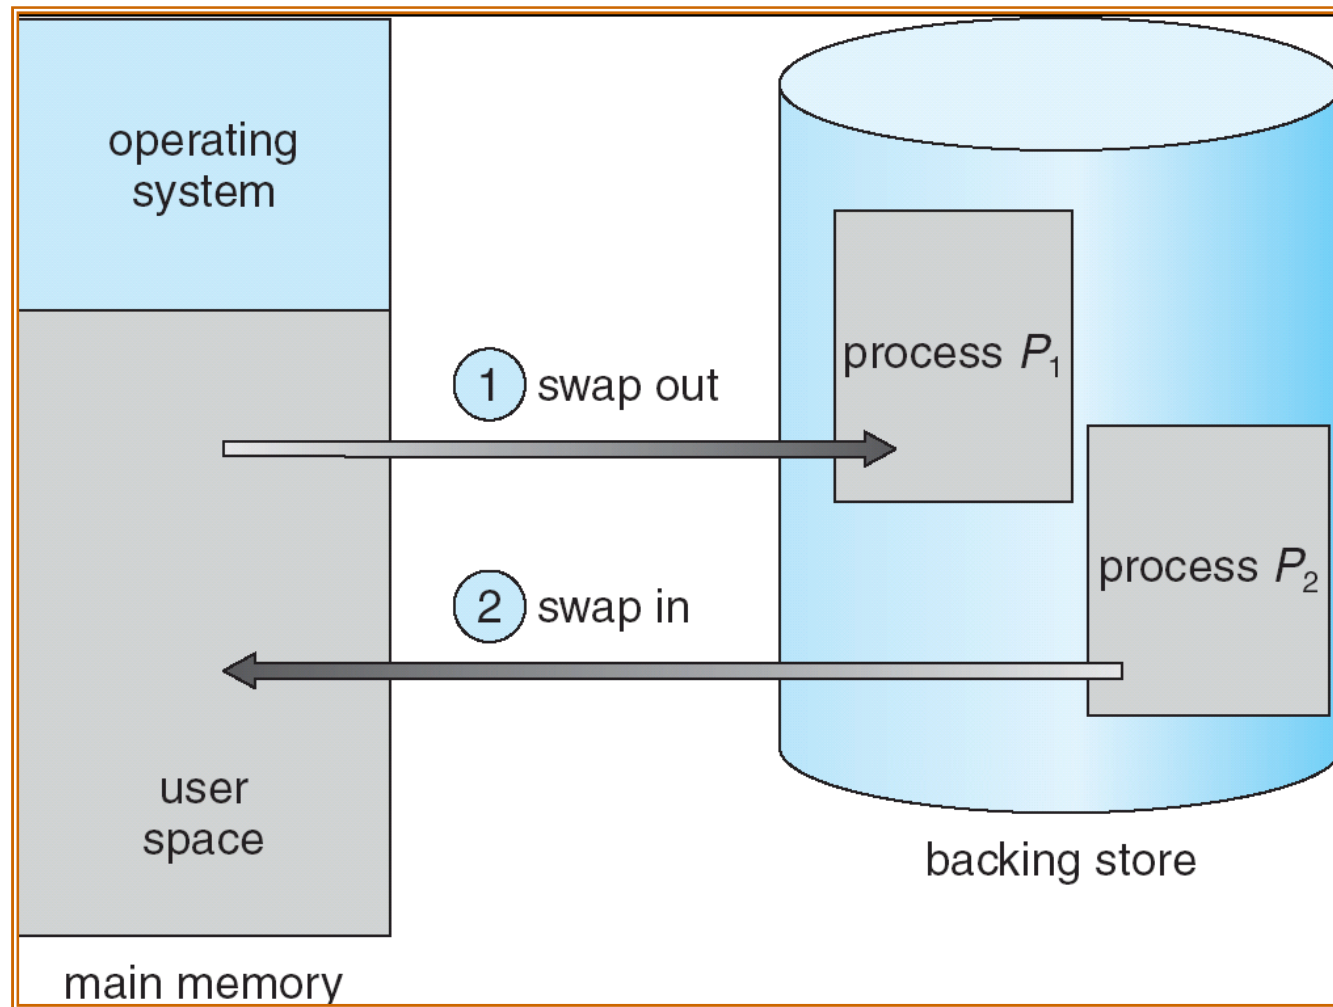 operating
system
process P₁
1 swap out
process P₂
2 swap in
user
space
backing store
main memory